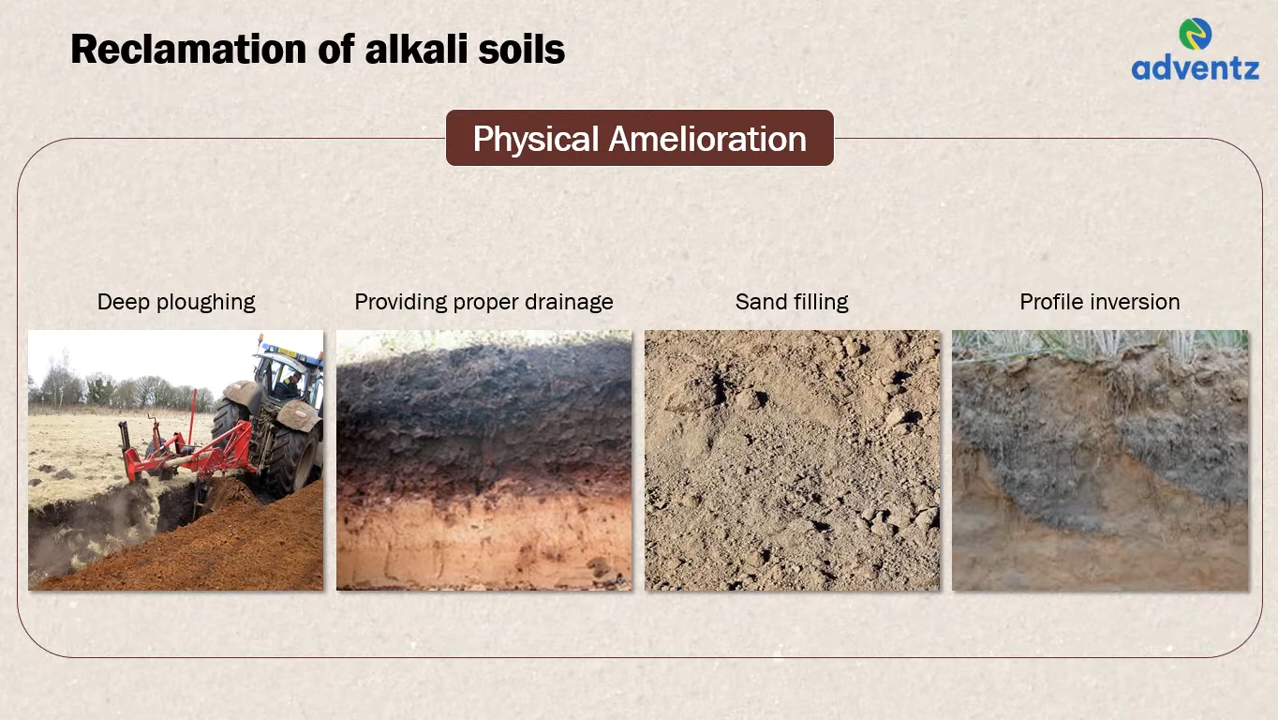 Reclamation of alkali soils
adventz
Physical Amelioration
Deep ploughing
Providing proper drainage
Sand filling
Profile inversion